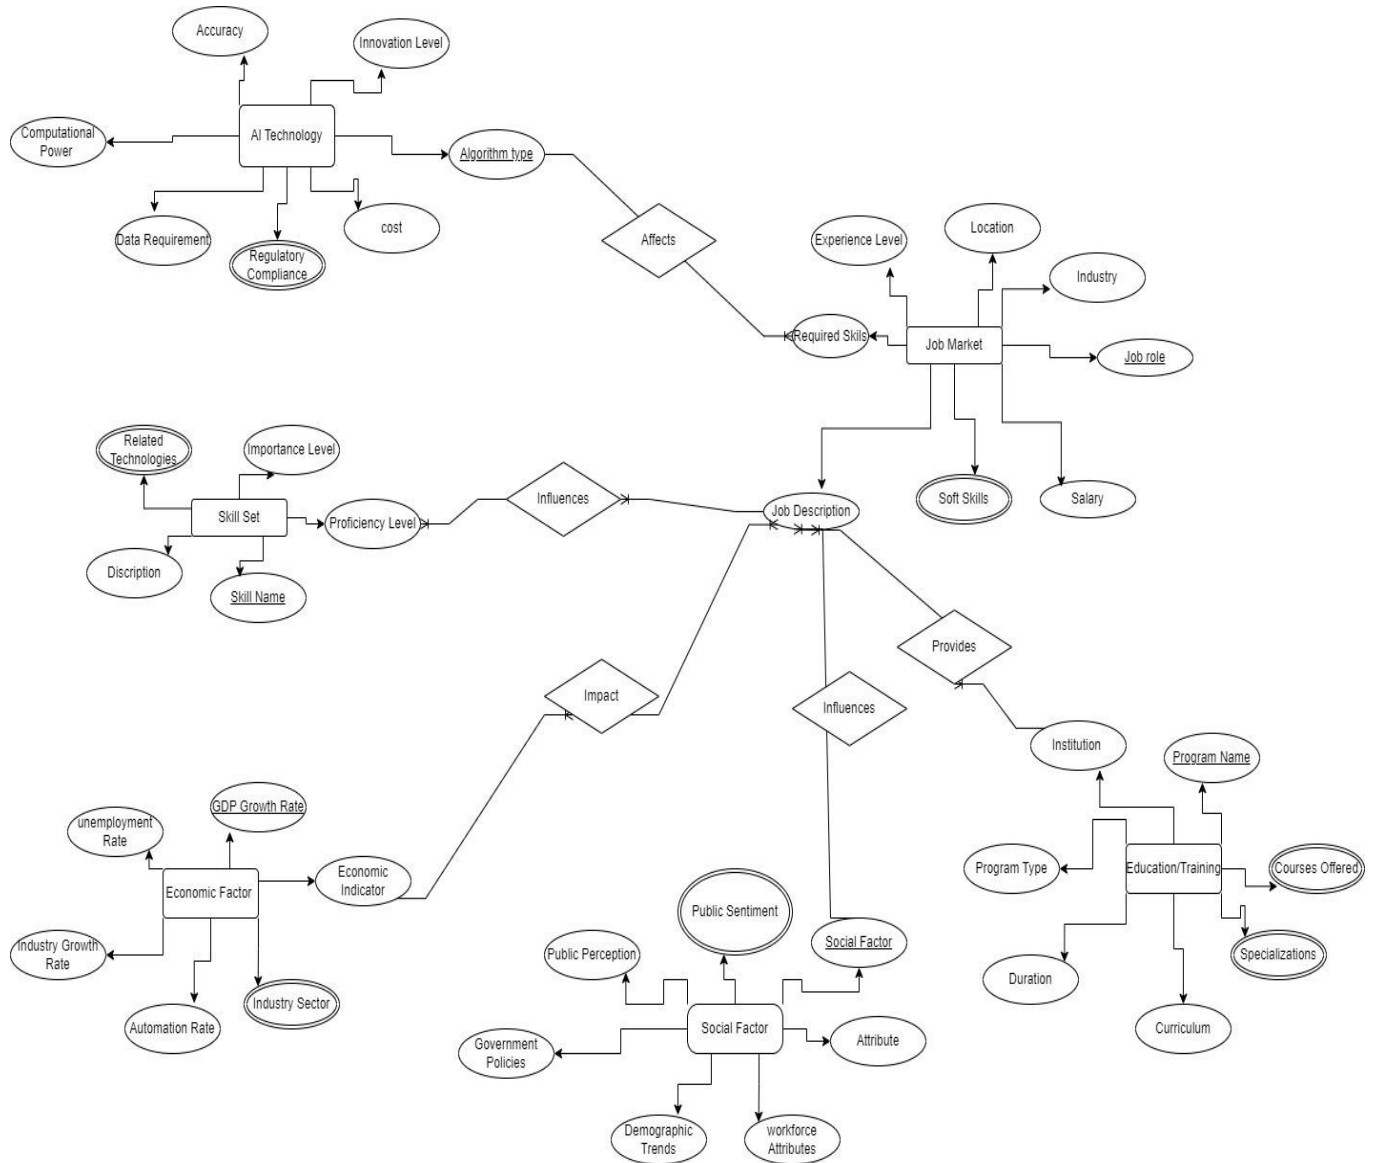 Accuracy
Innovation Level
Computational
Power
AI Technology
Algorithm type
Data Requirement
Regulatory
Compliance
cost
Affects
Experience Level
Location
Industry
Required Skils
Job Market
Job role
Related
Technologies
Importance Level
Skill Set
Proficiency Level
Influences
Job Description
Soft Skills
Salary
Discription
Skill Name
Provides
Impact
Influences
Institution
Program Name
unemployment
Rate
GDP Growth Rate
Economic Factor
Economic
Indicator
Program Type
Education/Training
Courses Offered
Industry Growth
Rate
Automation Rate
Industry Sector
Public Sentiment
Public Perception
Social Factor
Duration
Specializations
Curriculum
Government
Policies
Social Factor
Attribute
Demographic
Trends
workforce
Attributes